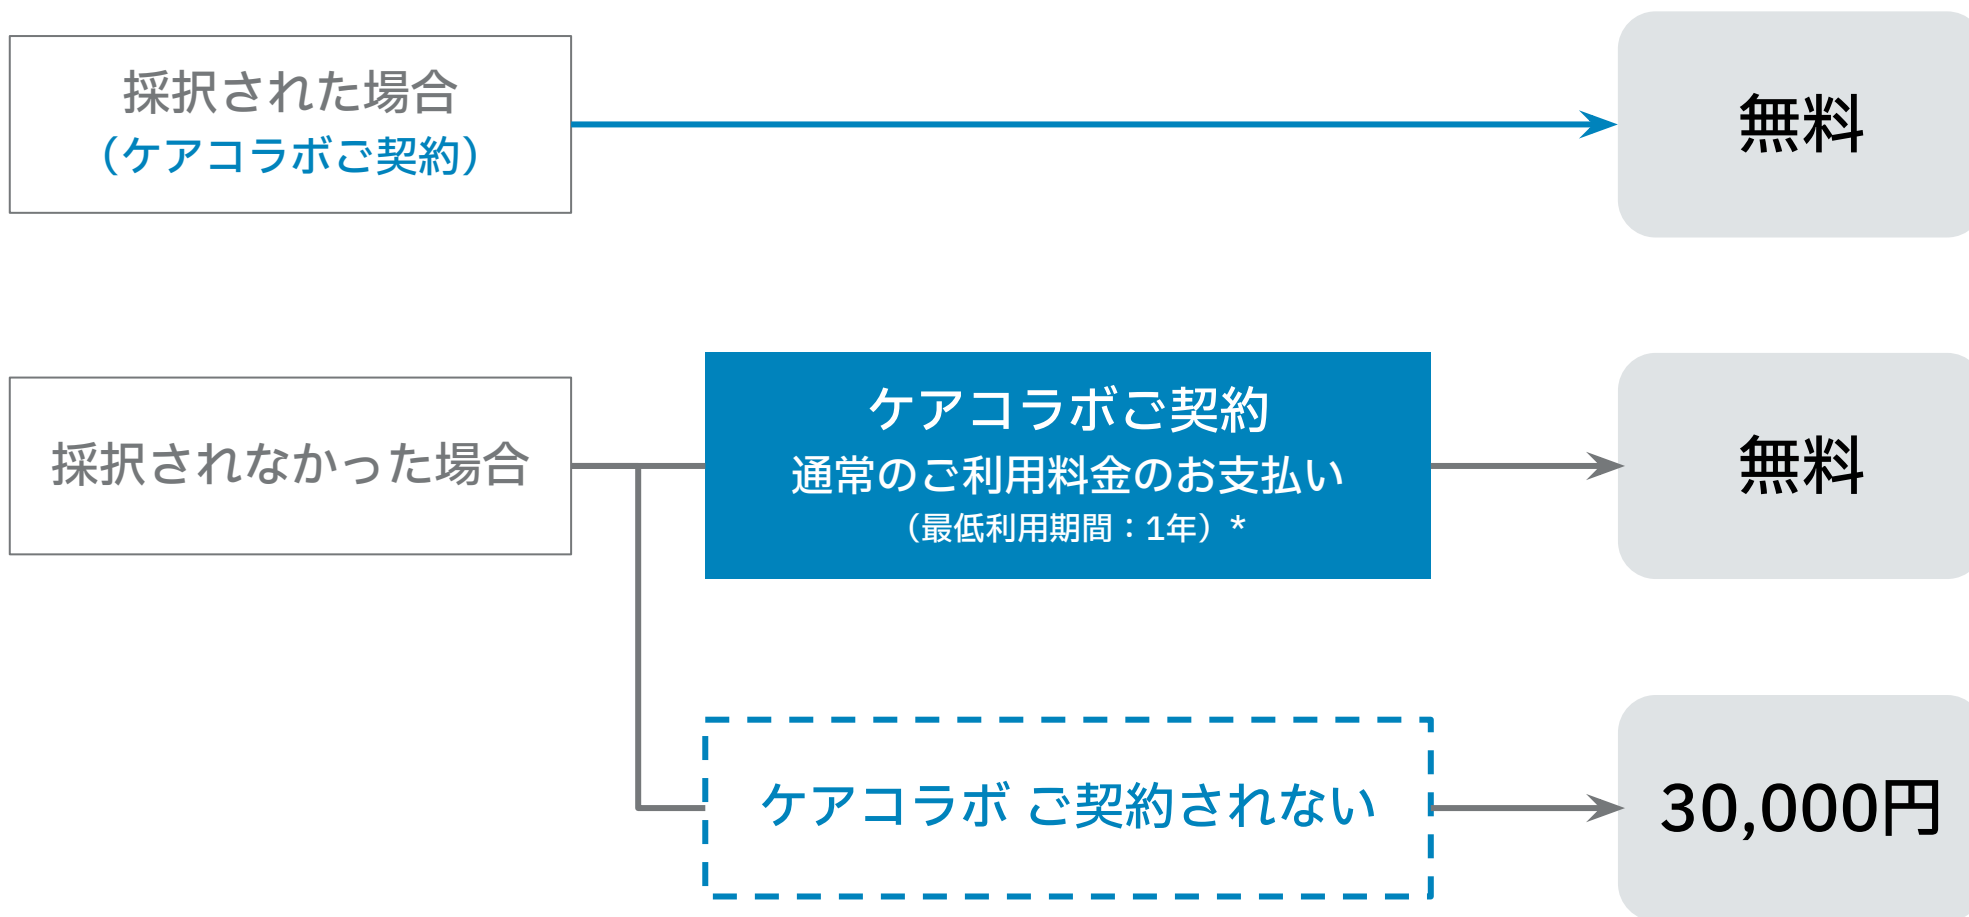 採択された場合
（ケアコラボご契約）
無料
採択されなかった場合
ケアコラボご契約
通常のご利用料金のお支払い
（最低利用期間：1年）*
無料
ケアコラボ ご契約されない
30,000円